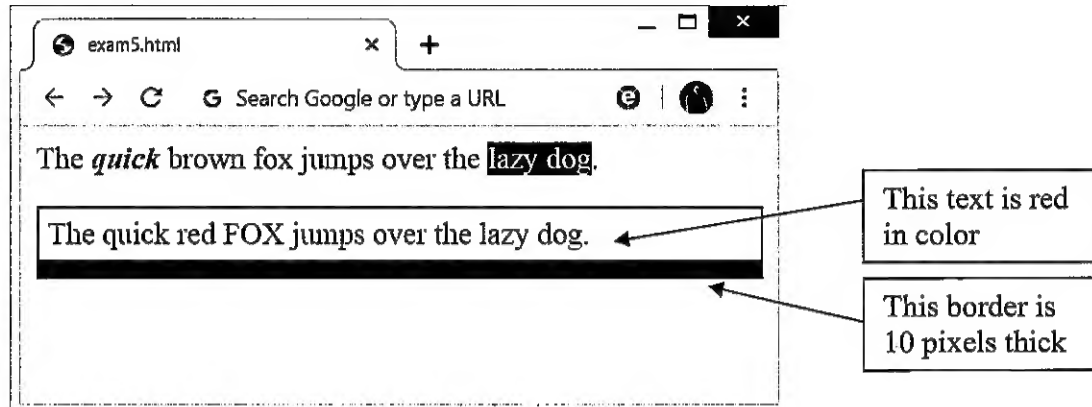 exam5.html
G Search Google or type a URL
The quick brown fox jumps over the lazy dog.
The quick red FOX jumps over the lazy dog.
This text is red
in color
This border is
10 pixels thick